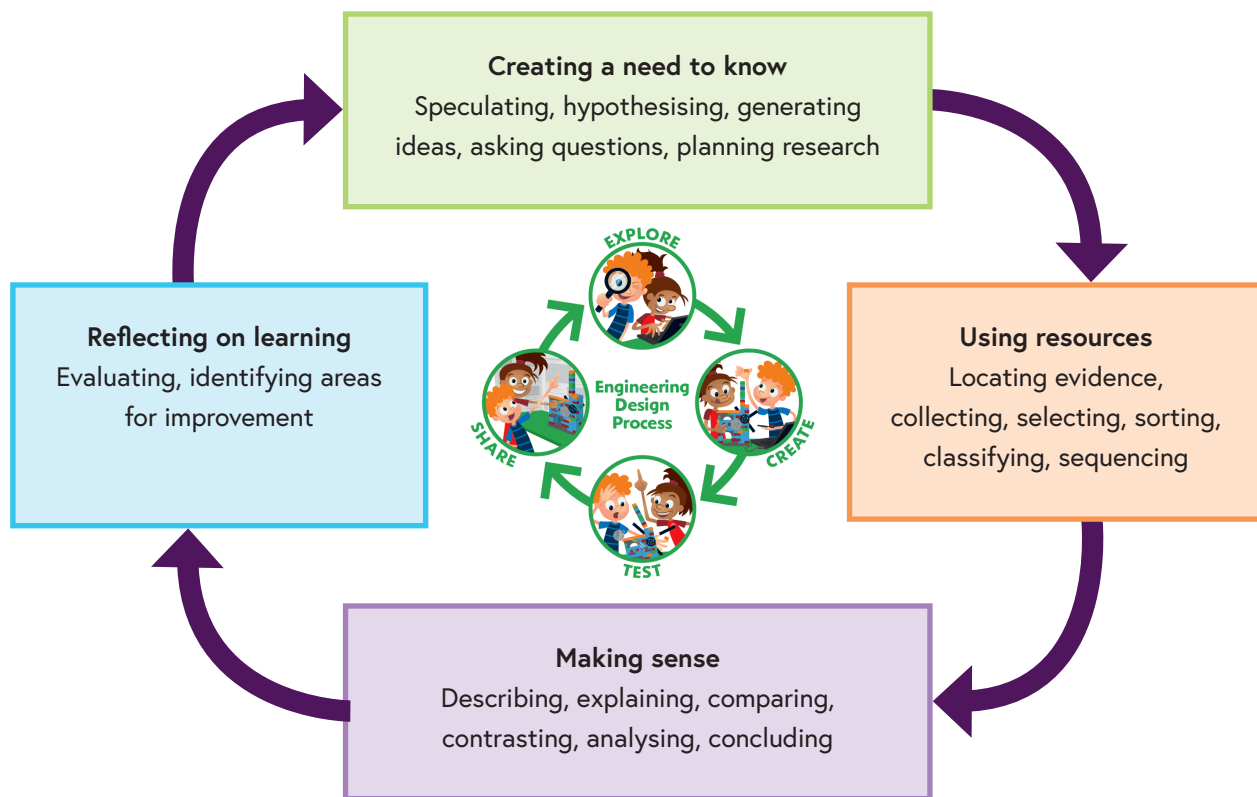 Creating a need to know
Speculating, hypothesising, generating
ideas, asking questions, planning research
Reflecting on learning
Evaluating, identifying areas
for improvement
EXPLORE
Engineering
Design
Process
SHARE
CREATE
TEST
Using resources
Locating evidence,
collecting, selecting, sorting,
classifying, sequencing
Making sense
Describing, explaining, comparing,
contrasting, analysing, concluding